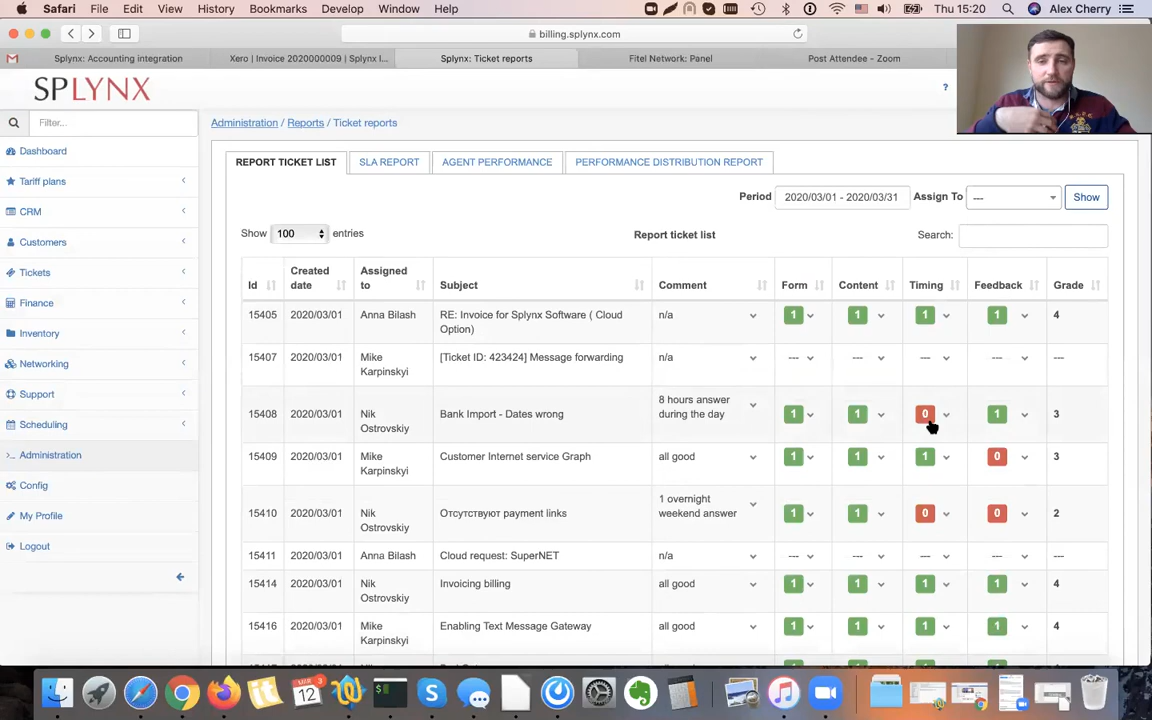 Safari File Edit View History Bookmarks Develop Window Help Thu 15:20 Alex Cherry
billing.splynx.com
Splynx: Accounting integration Xero | Invoice 2020000009 | Splynx I... Splynx: Ticket reports Fitel Network: Panel Post Attendee - Zoom
SPLYNX
?
Filter...
Administration / Reports / Ticket reports
Dashboard
Tariff plans
CRM
Customers
Tickets
Finance
Inventory
Networking
Support
Scheduling
Administration
Config
My Profile
Logout
REPORT TICKET LIST SLA REPORT AGENT PERFORMANCE PERFORMANCE DISTRIBUTION REPORT
Period 2020/03/01 - 2020/03/31 Assign To --- Show
Show 100 entries Report ticket list Search:
Id Created date Assigned to Subject Comment Form Content Timing Feedback Grade
15405 2020/03/01 Anna Bilash RE: Invoice for Splynx Software ( Cloud n/a 1 1 1 1 4
Option)
15407 2020/03/01 Mike [Ticket ID: 423424] Message forwarding n/a --- --- --- --- ---
Karpinskyi
15408 2020/03/01 Nik Bank Import - Dates wrong 8 hours answer 1 1 0 1 3
Ostrovskiy during the day
15409 2020/03/01 Mike Customer Internet service Graph all good 1 1 1 0 3
Karpinskyi
15410 2020/03/01 Nik Отсутствуют payment links 1 overnight 1 1 0 0 2
Ostrovskiy weekend answer
15411 2020/03/01 Anna Bilash Cloud request: SuperNET n/a --- --- --- --- ---
15414 2020/03/01 Nik Invoicing billing all good 1 1 1 1 4
Ostrovskiy
15416 2020/03/01 Mike Enabling Text Message Gateway all good 1 1 1 1 4
Karpinskyi
MAR
12
3